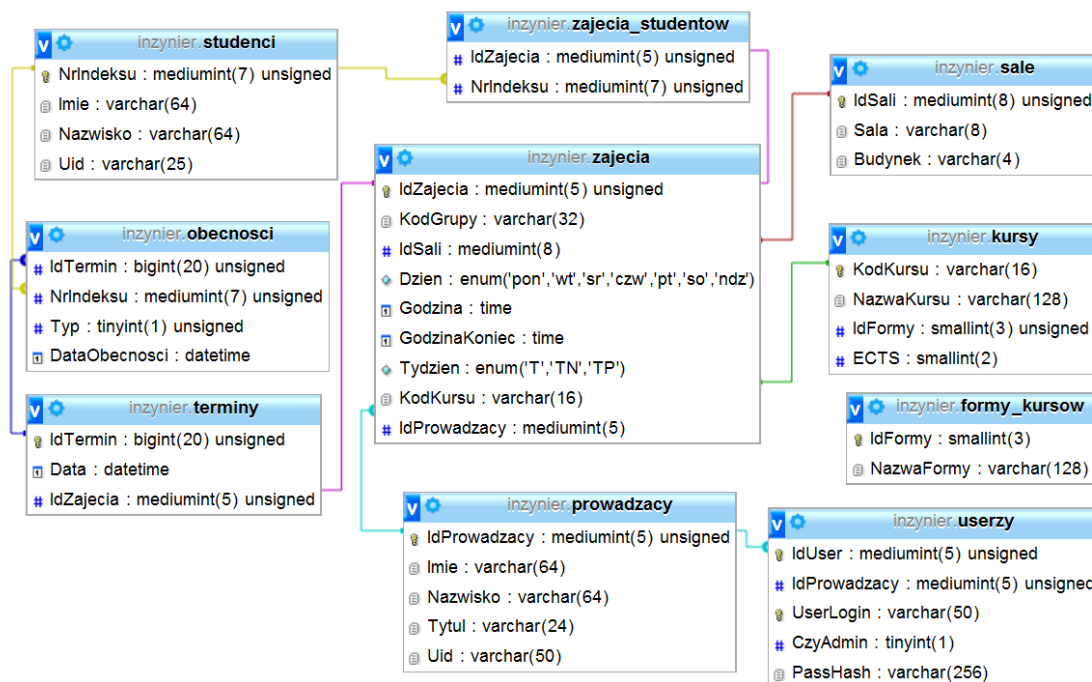 inzynier.studenci
NrIndeksu : mediumint(7) unsigned
Imie : varchar(64)
Nazwisko : varchar(64)
Uid : varchar(25)
inzynier.zajecia_studentow
IdZajecia : mediumint(5) unsigned
NrIndeksu : mediumint(7) unsigned
inzynier.sale
IdSali : mediumint(8) unsigned
Sala : varchar(8)
Budynek : varchar(4)
inzynier.zajecia
IdZajecia : mediumint(5) unsigned
KodGrupy : varchar(32)
IdSali : mediumint(8)
Dzien : enum('pon','wt','sr','czw','pt','so','ndz')
Godzina : time
GodzinaKoniec : time
Tydzien : enum('T','TN','TP')
KodKursu : varchar(16)
IdProwadzacy : mediumint(5)
inzynier.obecnosci
IdTermin : bigint(20) unsigned
NrIndeksu : mediumint(7) unsigned
Typ : tinyint(1) unsigned
DataObecnosci : datetime
inzynier.kursy
KodKursu : varchar(16)
NazwaKursu : varchar(128)
IdFormy : smallint(3) unsigned
ECTS : smallint(2)
inzynier.terminy
IdTermin : bigint(20) unsigned
Data : datetime
IdZajecia : mediumint(5) unsigned
inzynier.formy_kursow
IdFormy : smallint(3)
NazwaFormy : varchar(128)
inzynier.prowadzacy
IdProwadzacy : mediumint(5) unsigned
Imie : varchar(64)
Nazwisko : varchar(64)
Tytul : varchar(24)
Uid : varchar(50)
inzynier.userzy
IdUser : mediumint(5) unsigned
IdProwadzacy : mediumint(5) unsigned
UserLogin : varchar(50)
CzyAdmin : tinyint(1)
PassHash : varchar(256)